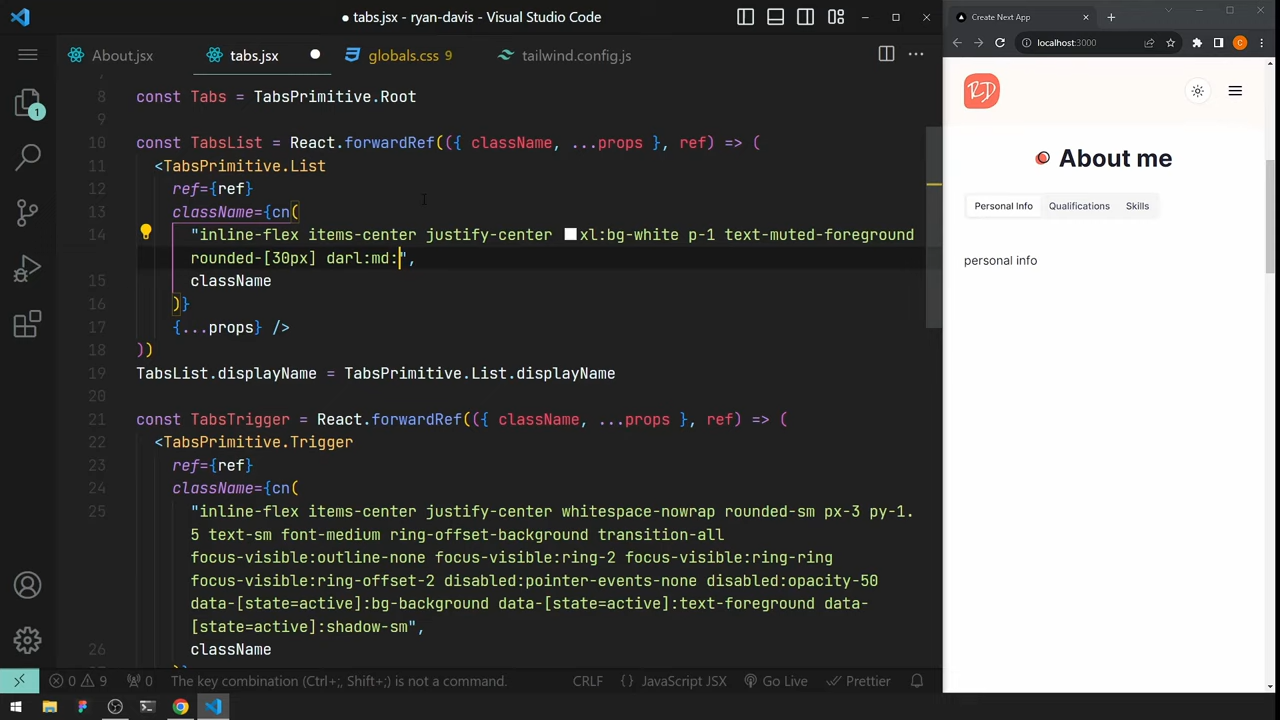 ● tabs.jsx - ryan-davis - Visual Studio Code
About.jsx tabs.jsx globals.css 9 tailwind.config.js
8 const Tabs = TabsPrimitive.Root
9
10 const TabsList = React.forwardRef(({ className, ...props }, ref) => (
11 <TabsPrimitive.List
12 ref={ref}
13 className={cn(
14 "inline-flex items-center justify-center xl:bg-white p-1 text-muted-foreground
rounded-[30px] darl:md:",
15 className
16 )}
17 {...props} />
18 ))
19 TabsList.displayName = TabsPrimitive.List.displayName
20
21 const TabsTrigger = React.forwardRef(({ className, ...props }, ref) => (
22 <TabsPrimitive.Trigger
23 ref={ref}
24 className={cn(
25 "inline-flex items-center justify-center whitespace-nowrap rounded-sm px-3 py-1.
5 text-sm font-medium ring-offset-background transition-all
focus-visible:outline-none focus-visible:ring-2 focus-visible:ring-ring
focus-visible:ring-offset-2 disabled:pointer-events-none disabled:opacity-50
data-[state=active]:bg-background data-[state=active]:text-foreground data-
[state=active]:shadow-sm",
26 className
1
0 9 0 The key combination (Ctrl+;, Shift+;) is not a command. CRLF {} JavaScript JSX Go Live Prettier
Create Next App
localhost:3000
C
RD
About me
Personal Info Qualifications Skills
personal info